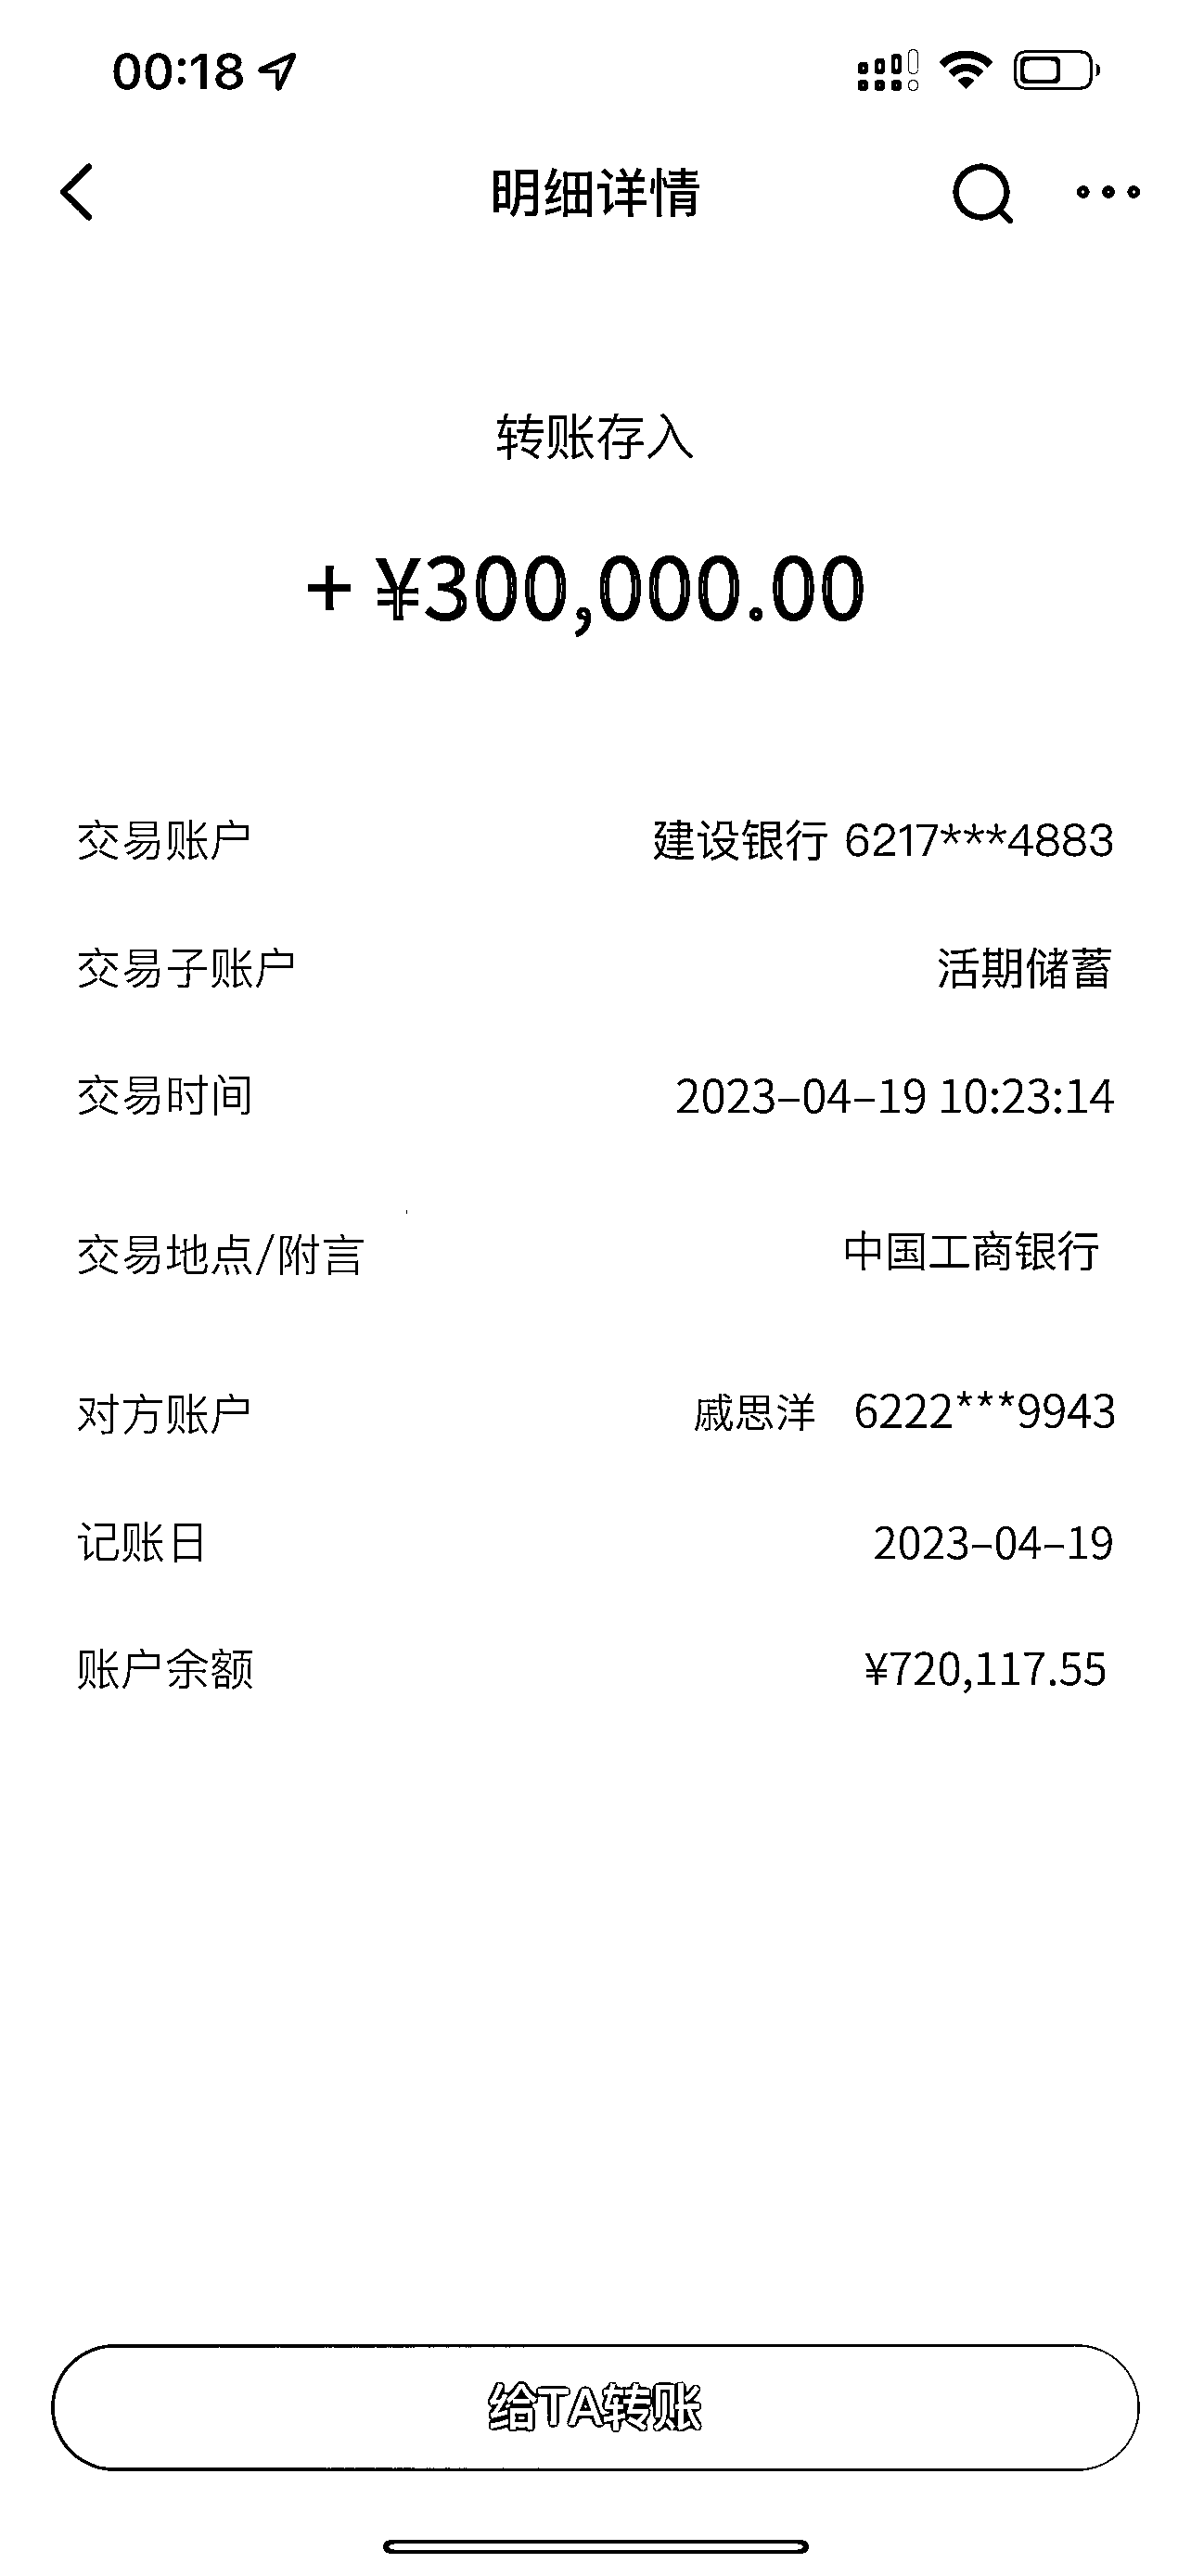 00:18
明细详情
转账存入
+ ¥300,000.00
交易账户 建设银行 6217***4883
交易子账户 活期储蓄
交易时间 2023-04-19 10:23:14
交易地点/附言 中国工商银行
对方账户 戚思洋 6222***9943
记账日 2023-04-19
账户余额 ¥720,117.55
给TA转账